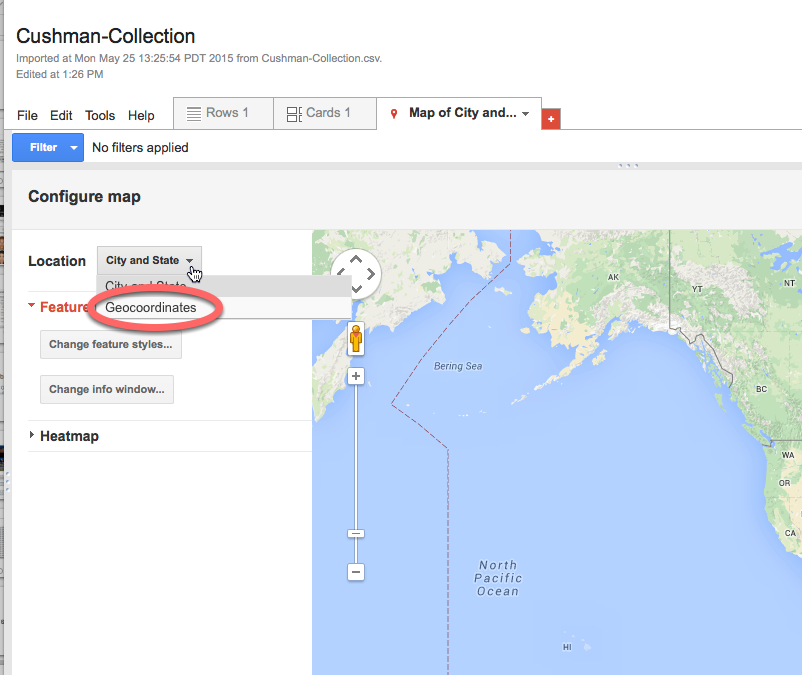 Cushman-Collection
Imported at Mon May 25 13:25:54 PDT 2015 from Cushman-Collection.csv.
Edited at 1:26 PM
File Edit Tools Help Rows 1 Cards 1 Map of City and... +
Filter No filters applied
Configure map
Location City and State
City and State
Feature
Geocoordinates
Change feature styles...
Change info window...
Heatmap
AK
YT
NT
Bering Sea
BC
WA
OR
CA
North
Pacific
Ocean
HI